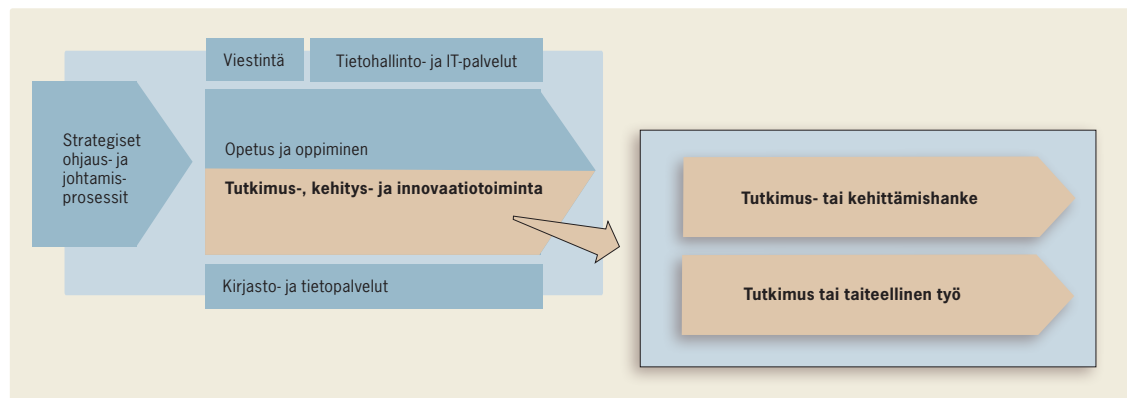 Viestintä
Tietohallinto- ja IT-palvelut
Strategiset
ohjaus- ja
johtamis-
prosessit
Opetus ja oppiminen
Tutkimus-, kehitys- ja innovaatiotoiminta
Kirjasto- ja tietopalvelut
Tutkimus- tai kehittämishanke
Tutkimus tai taiteellinen työ